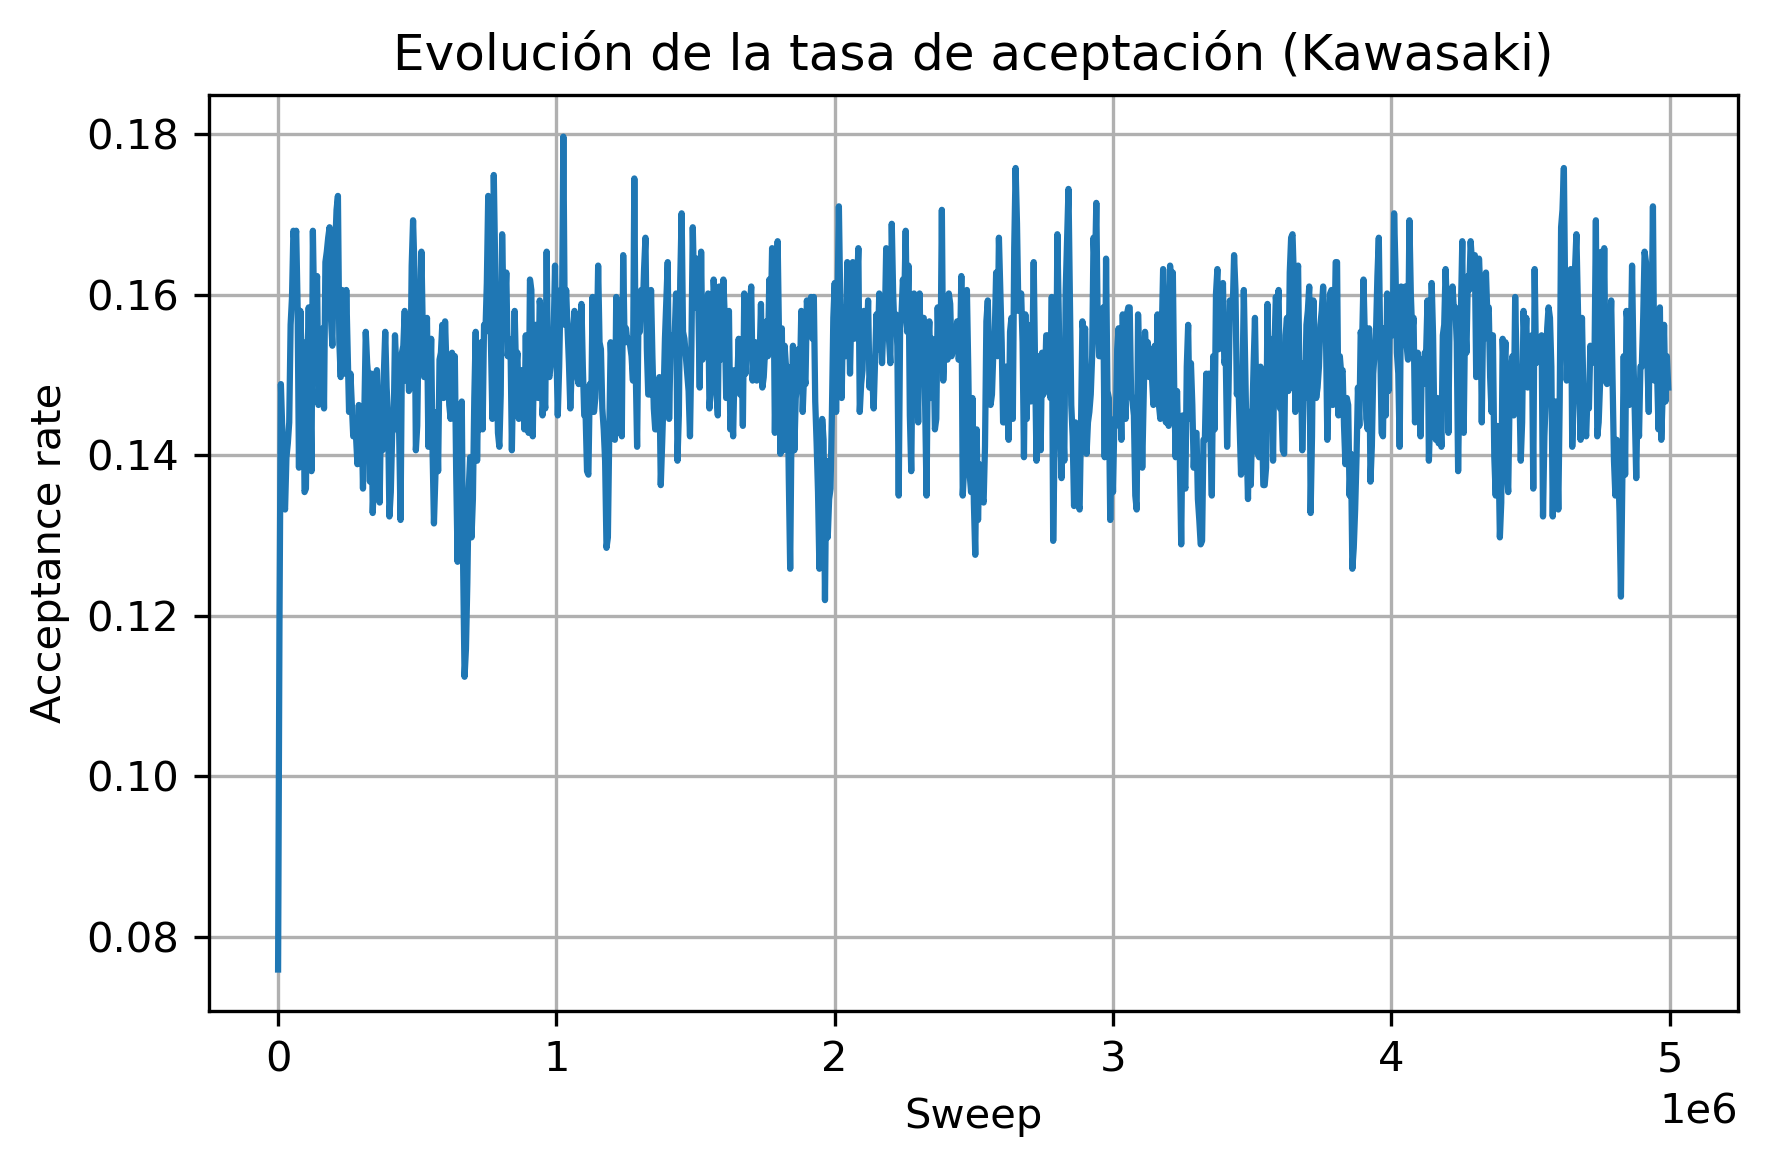 Evolución de la tasa de aceptación (Kawasaki)
0.18
0.16
0.14
0.12
0.10
0.08
Acceptance rate
0 1 2 3 4 5
1e6
Sweep